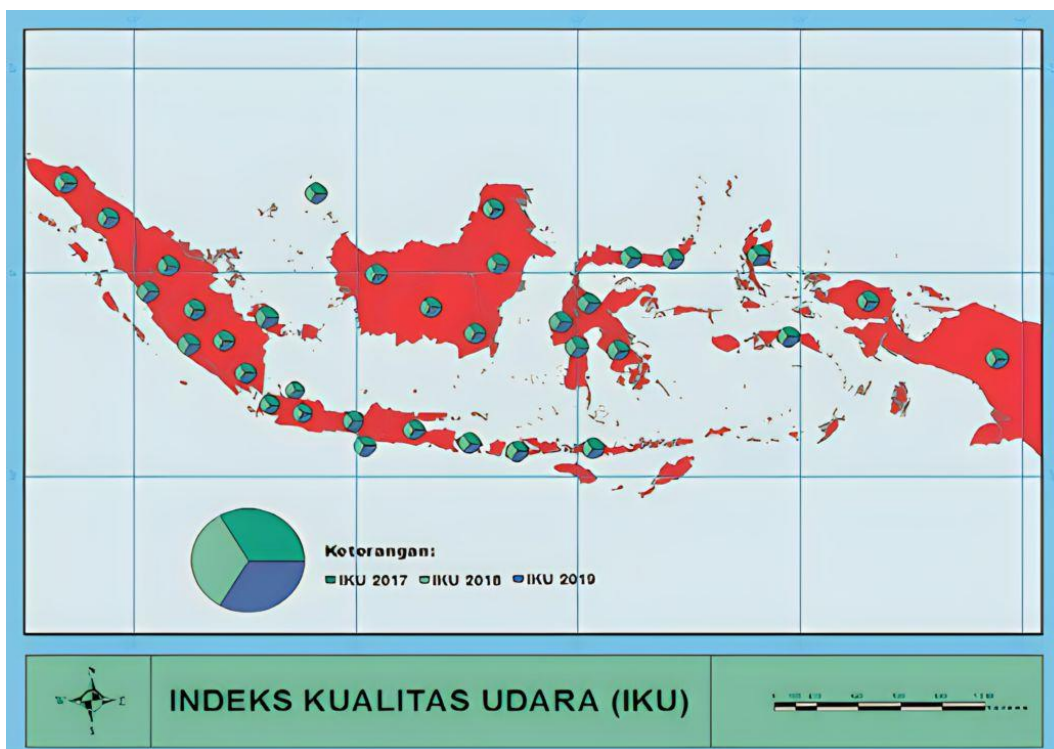 Keterangan:
IKU 2017 IKU 2018 IKU 2019
INDEKS KUALITAS UDARA (IKU)